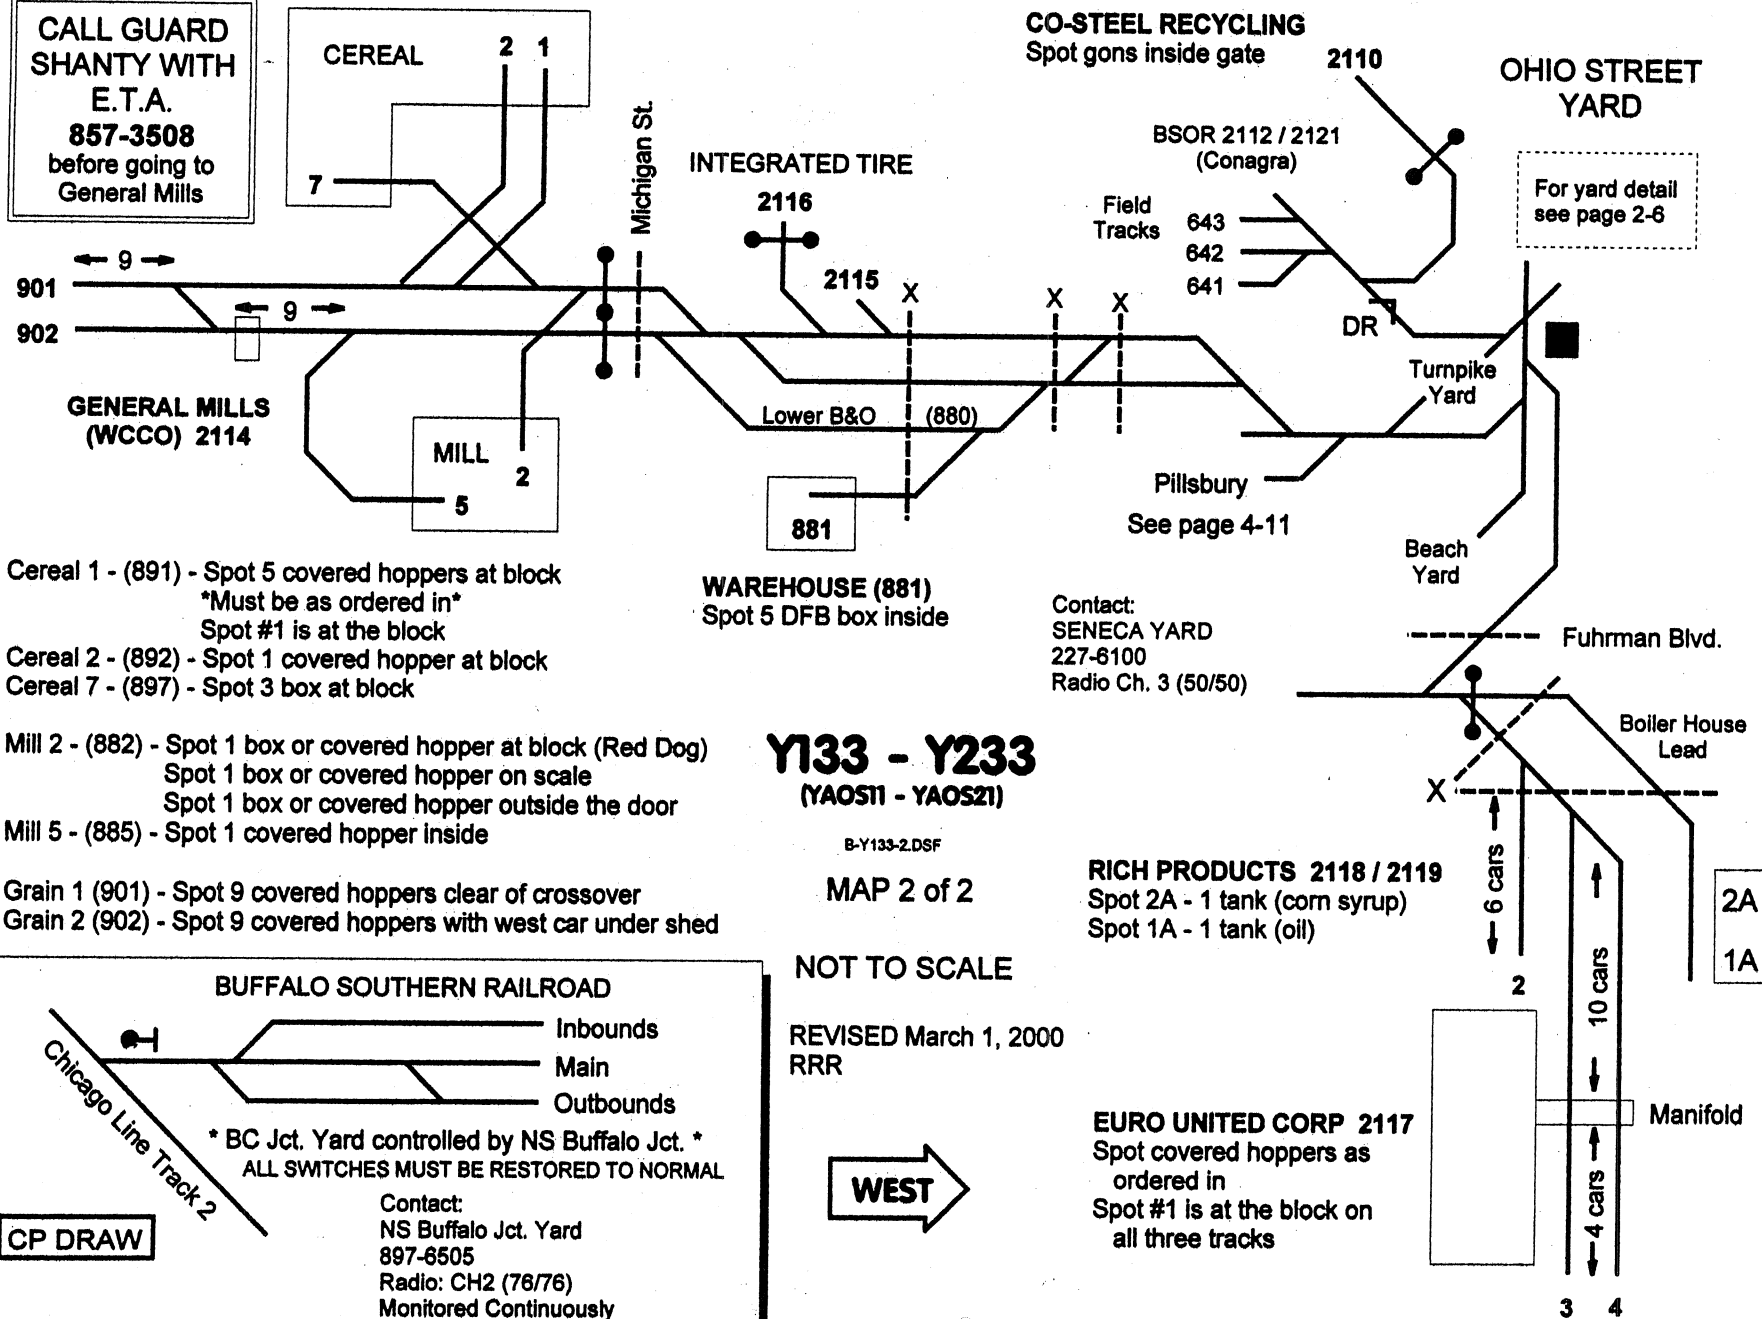 CALL GUARD
SHANTY WITH
E.T.A.
857-3508
before going to
General Mills
CEREAL
2 1
7
Michigan St.
INTEGRATED TIRE
2116
2115
CO-STEEL RECYCLING
Spot gons inside gate
2110
OHIO STREET
YARD
BSOR 2112 / 2121
(Conagra)
Field
Tracks
643
642
641
For yard detail
see page 2-6
DR
Turnpike
Yard
9
901
9
902
X
X
X
GENERAL MILLS
(WCCO) 2114
MILL
2
5
Lower B&O (880)
881
Pillsbury
See page 4-11
Beach
Yard
Cereal 1 - (891) - Spot 5 covered hoppers at block
*Must be as ordered in*
Spot #1 is at the block
Cereal 2 - (892) - Spot 1 covered hopper at block
Cereal 7 - (897) - Spot 3 box at block
WAREHOUSE (881)
Spot 5 DFB box inside
Contact:
SENECA YARD
227-6100
Radio Ch. 3 (50/50)
Fuhrman Blvd.
Boiler House
Lead
X
Mill 2 - (882) - Spot 1 box or covered hopper at block (Red Dog)
Spot 1 box or covered hopper on scale
Spot 1 box or covered hopper outside the door
Mill 5 - (885) - Spot 1 covered hopper inside
Grain 1 (901) - Spot 9 covered hoppers clear of crossover
Grain 2 (902) - Spot 9 covered hoppers with west car under shed
Y133 - Y233
(YAOS11 - YAOS21)
B-Y133-2.DSF
MAP 2 of 2
NOT TO SCALE
REVISED March 1, 2000
RRR
RICH PRODUCTS 2118 / 2119
Spot 2A - 1 tank (corn syrup)
Spot 1A - 1 tank (oil)
6 cars
2
10 cars
2A
1A
BUFFALO SOUTHERN RAILROAD
Inbounds
Main
Outbounds
Chicago Line Track 2
* BC Jct. Yard controlled by NS Buffalo Jct. *
ALL SWITCHES MUST BE RESTORED TO NORMAL
Contact:
NS Buffalo Jct. Yard
897-6505
Radio: CH2 (76/76)
Monitored Continuously
CP DRAW
WEST
EURO UNITED CORP 2117
Spot covered hoppers as
ordered in
Spot #1 is at the block on
all three tracks
Manifold
4 cars
3 4